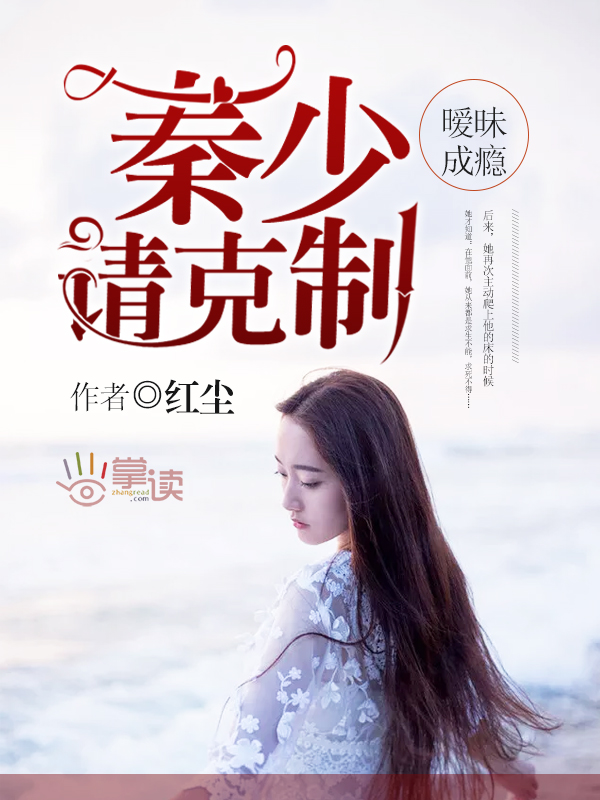 秦少
请克制
暧昧
成瘾
后来，她再次主动爬上他的床的时候
她才知道，在他面前，她从来都是求生不能，求死不得……
作者◎红尘
掌读
zhangread
.com